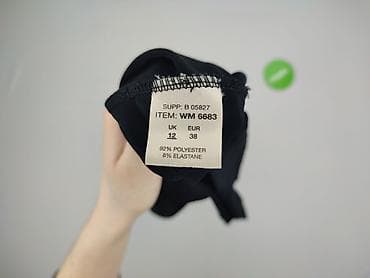 SUPP: B 05827
ITEM: WM 6683
UK EUR
12 38
92% POLYESTER
8% ELASTANE